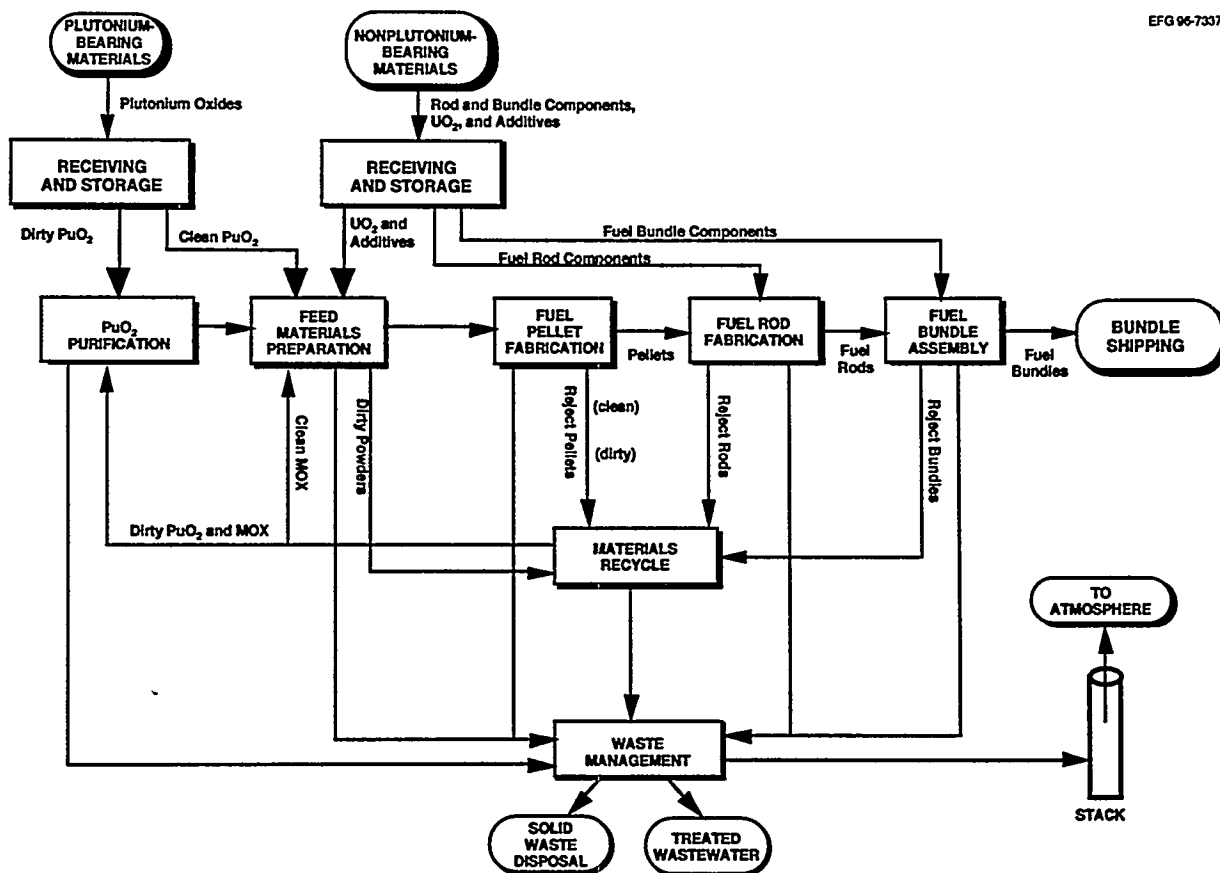 EFG 96-7337
PLUTONIUM-
BEARING
MATERIALS
NONPLUTONIUM-
BEARING
MATERIALS
Plutonium Oxides
Rod and Bundle Components,
UO₂, and Additives
RECEIVING
AND STORAGE
RECEIVING
AND STORAGE
Dirty PuO₂
Clean PuO₂
UO₂ and
Additives
Fuel Bundle Components
Fuel Rod Components
PuO₂
PURIFICATION
FEED
MATERIALS
PREPARATION
FUEL
PELLET
FABRICATION
Pellets
FUEL ROD
FABRICATION
Fuel
Rods
FUEL
BUNDLE
ASSEMBLY
Fuel
Bundles
BUNDLE
SHIPPING
Clean MOX
Dirty Powders
Reject Pellets
(clean)
(dirty)
Reject Rods
Reject Bundles
Dirty PuO₂ and MOX
MATERIALS
RECYCLE
TO
ATMOSPHERE
WASTE
MANAGEMENT
STACK
SOLID
WASTE
DISPOSAL
TREATED
WASTEWATER